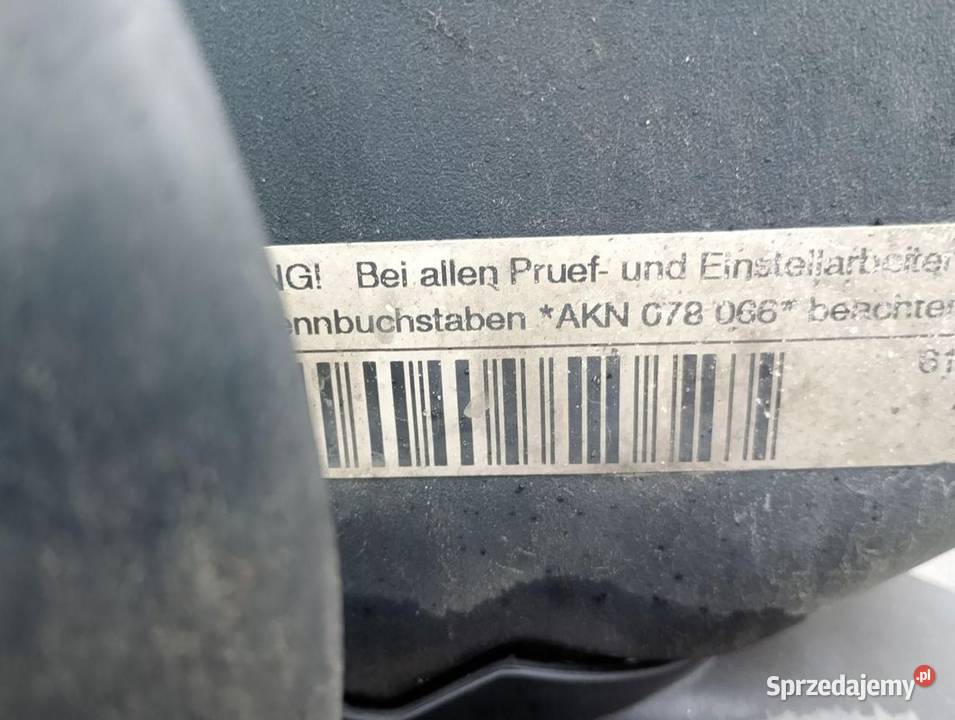 NG! Bei allen Pruef- und Einstellarbeiten
ennbuchstaben *AKN 078 066* beachten
61
Sprzedajemy.pl